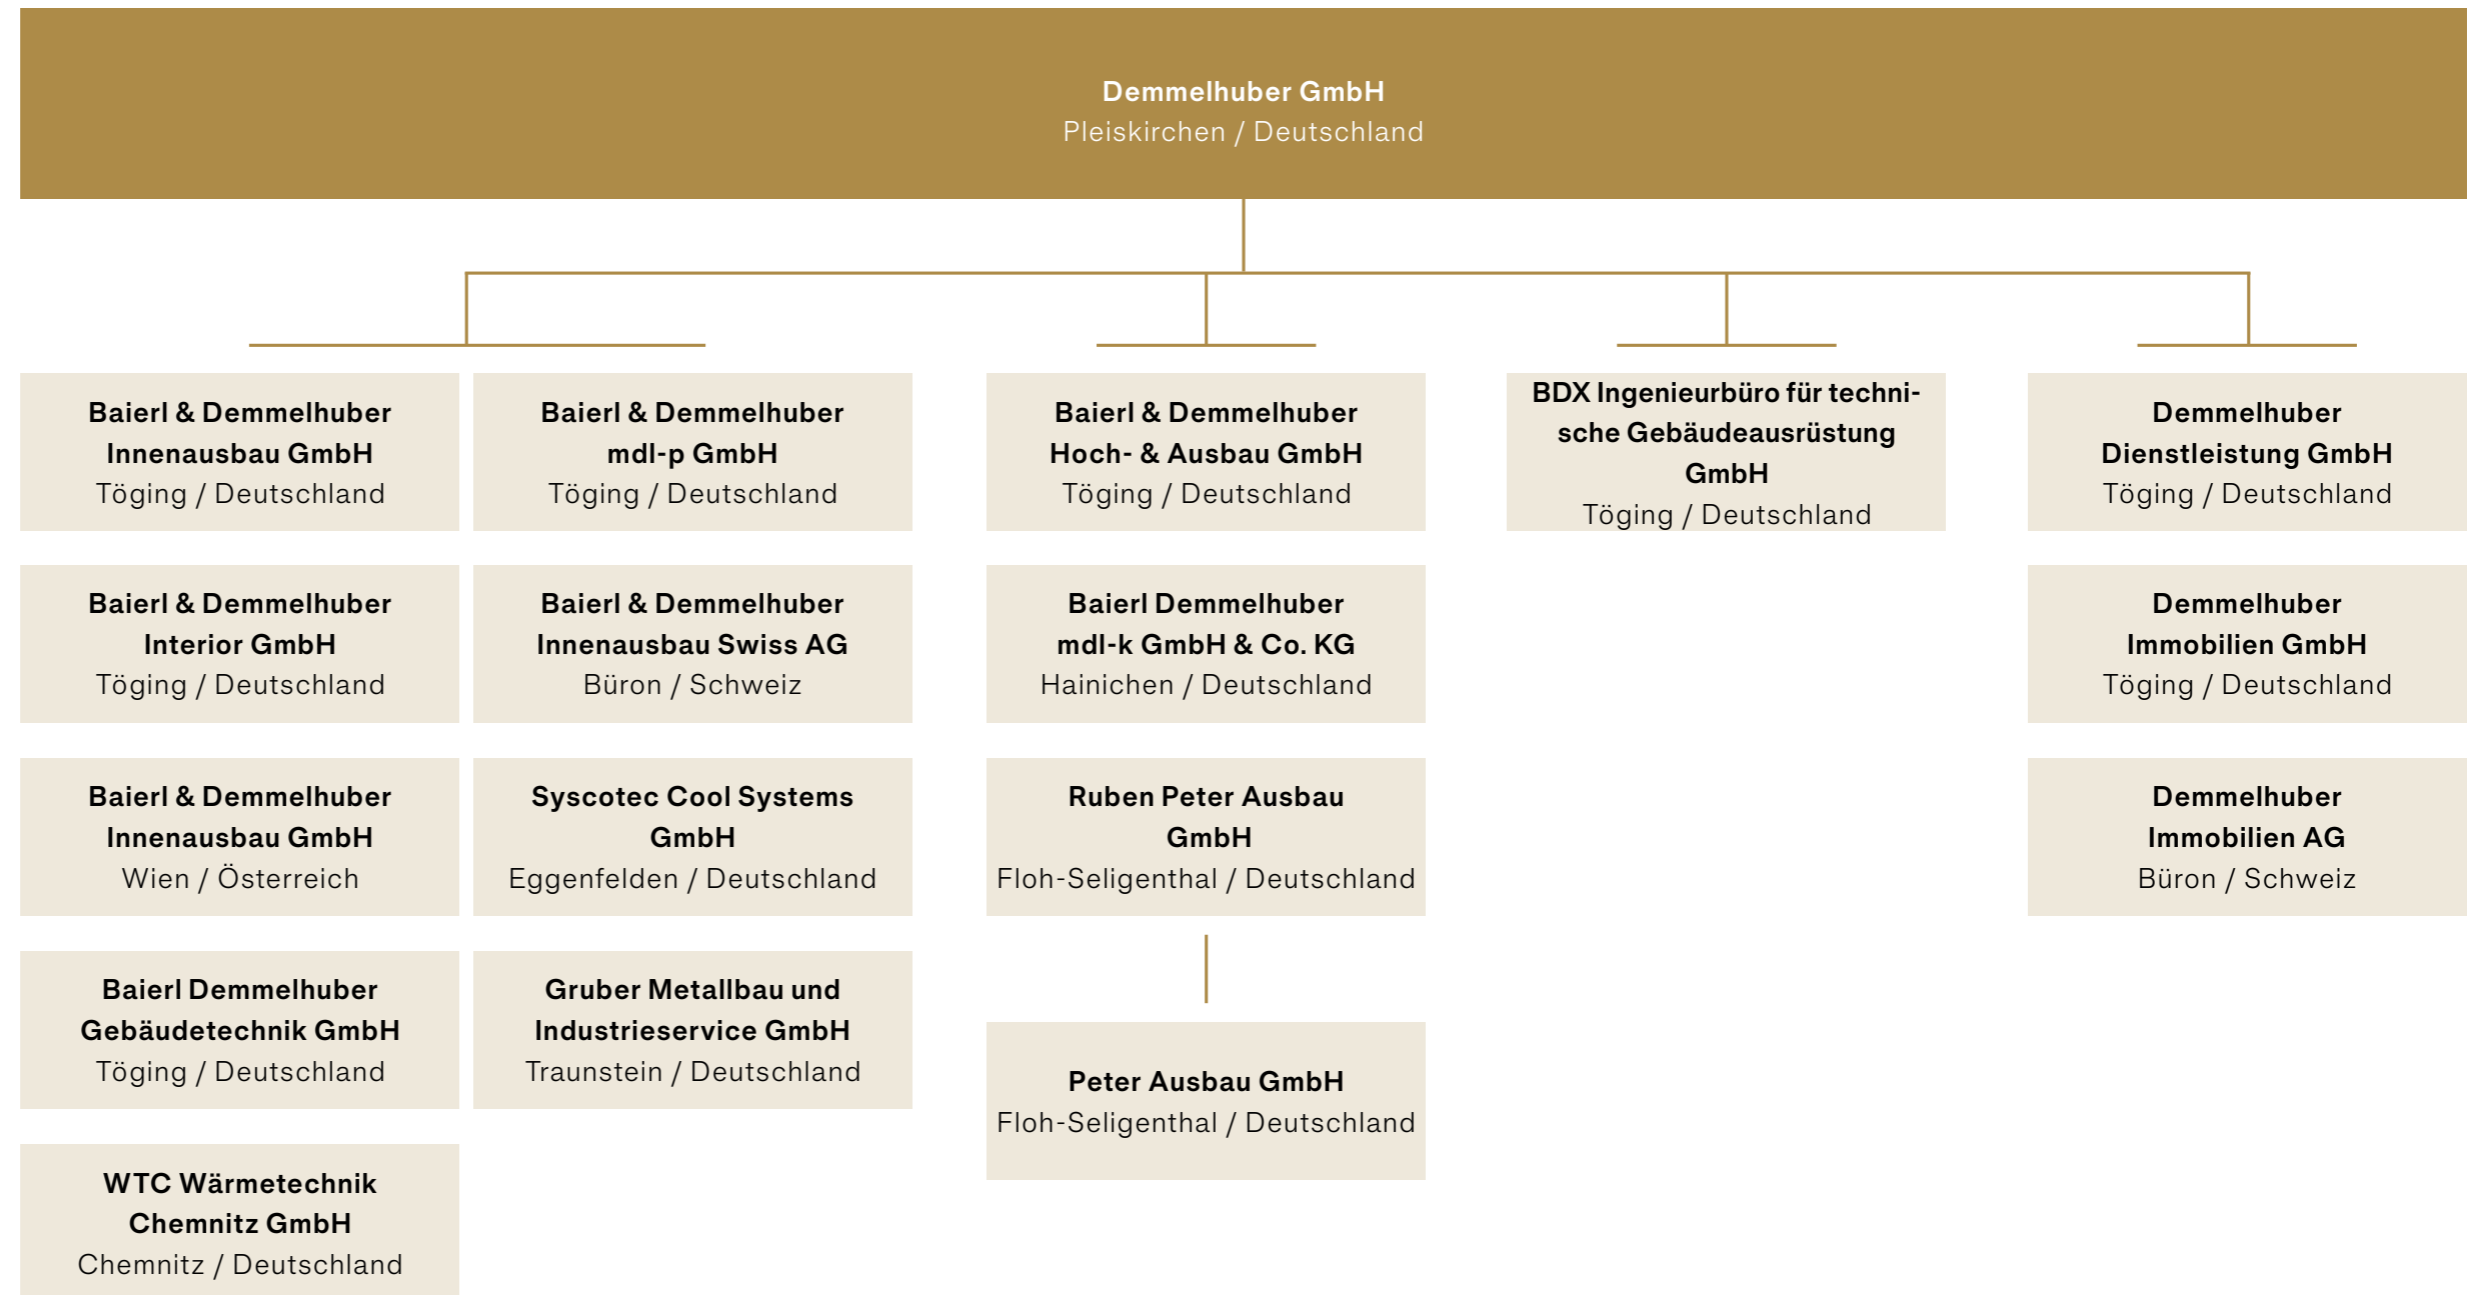 Demmelhuber GmbH
Pleiskirchen / Deutschland
Baierl & Demmelhuber
Innenausbau GmbH
Töging / Deutschland
Baierl & Demmelhuber
mdl-p GmbH
Töging / Deutschland
Baierl & Demmelhuber
Hoch- & Ausbau GmbH
Töging / Deutschland
BDX Ingenieurbüro für techni-
sche Gebäudeausrüstung
GmbH
Töging / Deutschland
Demmelhuber
Dienstleistung GmbH
Töging / Deutschland
Baierl & Demmelhuber
Interior GmbH
Töging / Deutschland
Baierl & Demmelhuber
Innenausbau Swiss AG
Büron / Schweiz
Baierl Demmelhuber
mdl-k GmbH & Co. KG
Hainichen / Deutschland
Demmelhuber
Immobilien GmbH
Töging / Deutschland
Baierl & Demmelhuber
Innenausbau GmbH
Wien / Österreich
Syscotec Cool Systems
GmbH
Eggenfelden / Deutschland
Ruben Peter Ausbau
GmbH
Floh-Seligenthal / Deutschland
Demmelhuber
Immobilien AG
Büron / Schweiz
Baierl Demmelhuber
Gebäudetechnik GmbH
Töging / Deutschland
Gruber Metallbau und
Industrieservice GmbH
Traunstein / Deutschland
Peter Ausbau GmbH
Floh-Seligenthal / Deutschland
WTC Wärmetechnik
Chemnitz GmbH
Chemnitz / Deutschland